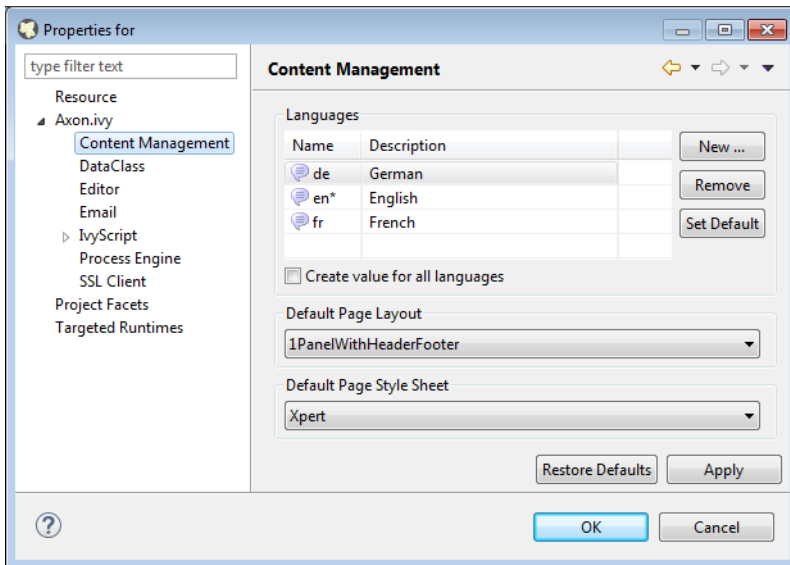 Properties for
type filter text
Resource
Axon.ivy
Content Management
DataClass
Editor
Email
IvyScript
Process Engine
SSL Client
Project Facets
Targeted Runtimes
Content Management
Languages
Name Description
de German
en* English
fr French
New ...
Remove
Set Default
Create value for all languages
Default Page Layout
1PanelWithHeaderFooter
Default Page Style Sheet
Xpert
Restore Defaults Apply
? OK Cancel